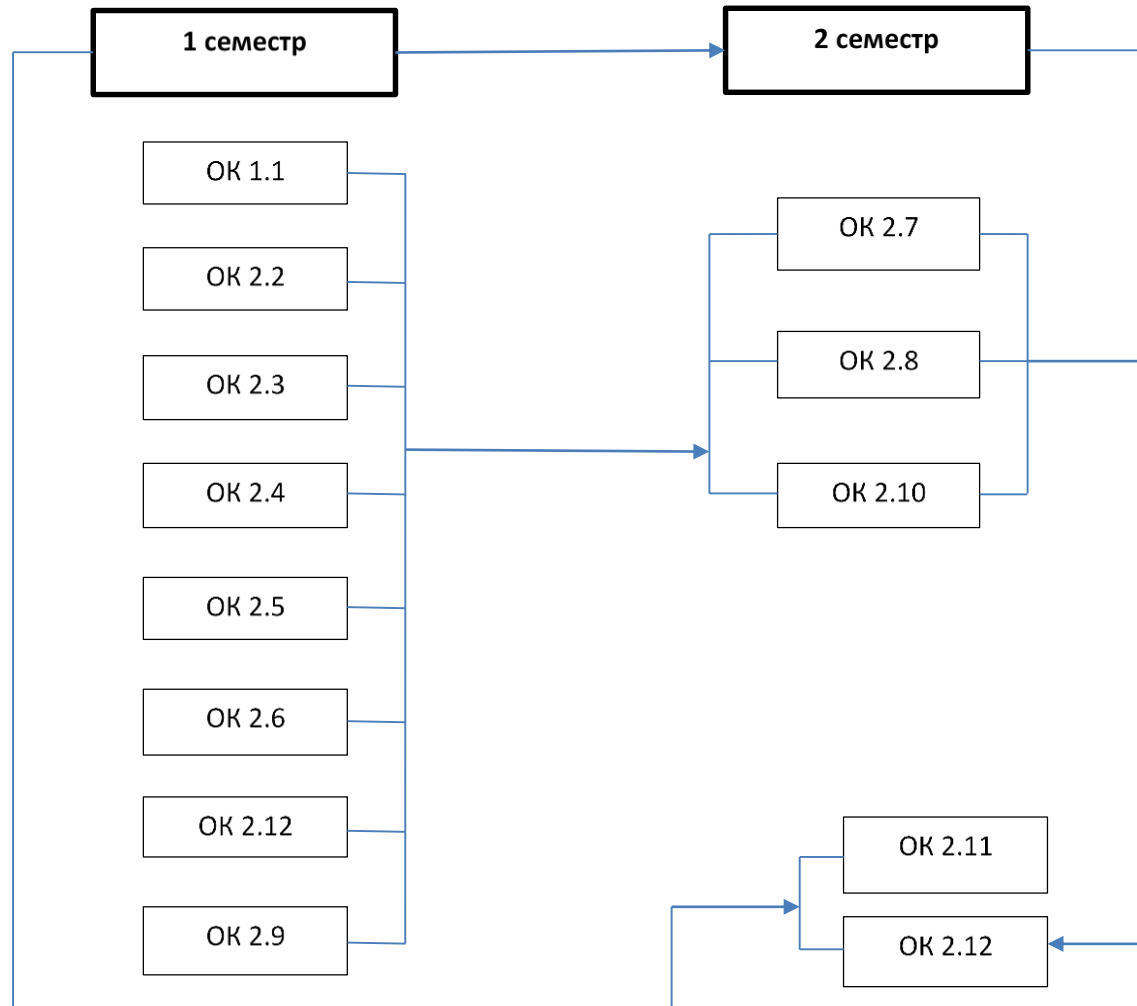 1 семестр
2 семестр
ОК 1.1
ОК 2.2
ОК 2.3
ОК 2.4
ОК 2.5
ОК 2.6
ОК 2.12
ОК 2.9
ОК 2.7
ОК 2.8
ОК 2.10
ОК 2.11
ОК 2.12